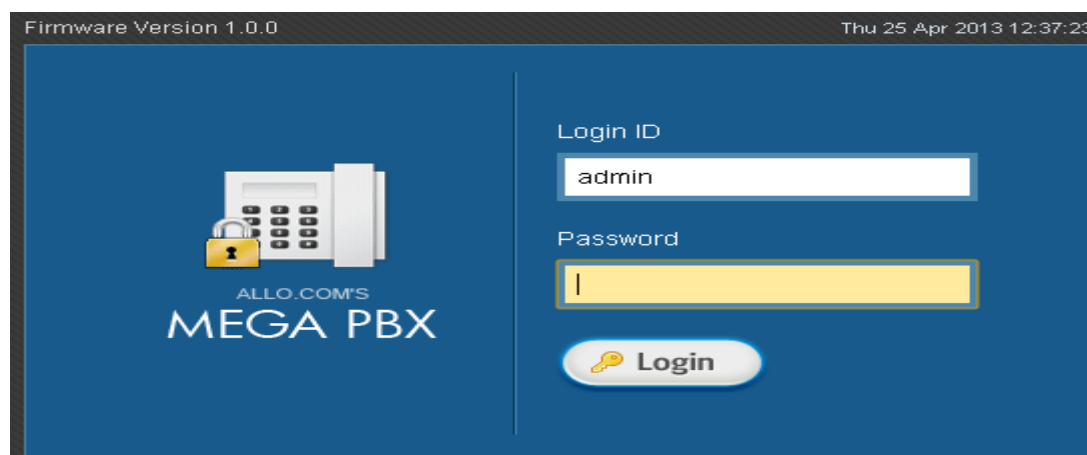 Firmware Version 1.0.0
Thu 25 Apr 2013 12:37:23
Login ID
admin
Password
ALLO.COM'S
MEGA PBX
Login